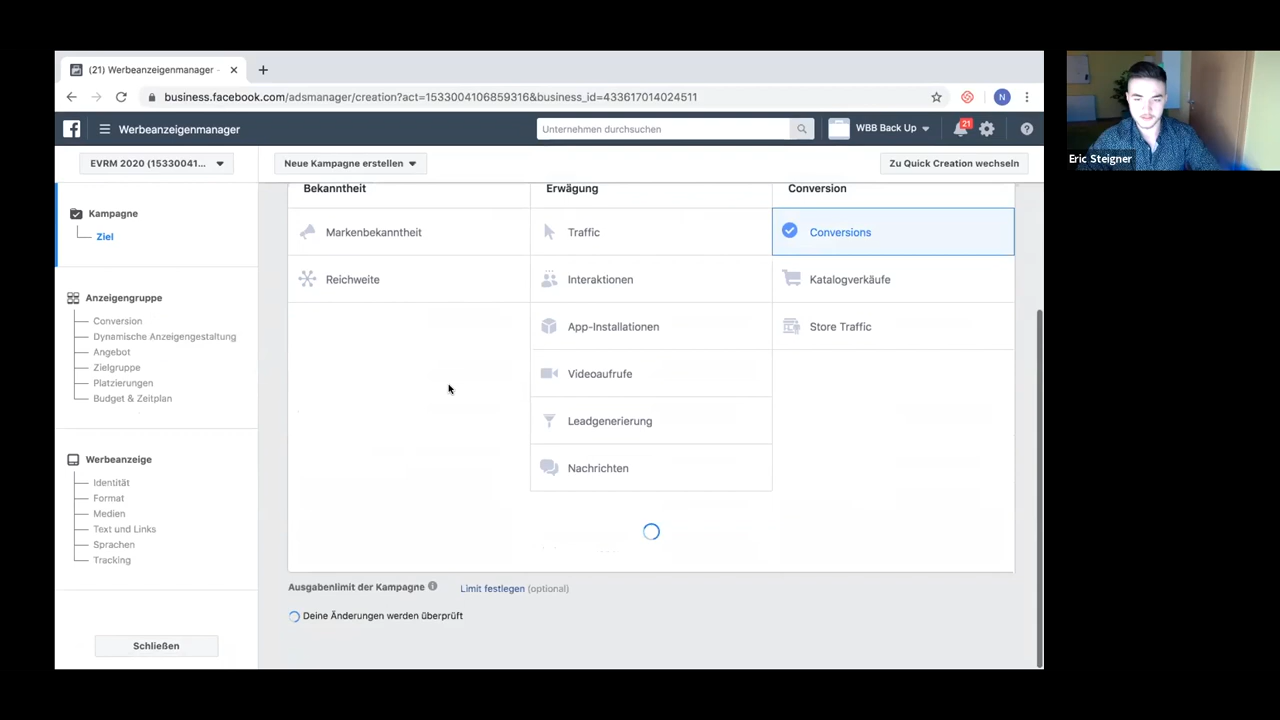 (21) Werbeanzeigenmanager -
business.facebook.com/adsmanager/creation?act=1533004106859316&business_id=433617014024511
N
Werbeanzeigenmanager
Unternehmen durchsuchen
WBB Back Up
21
EVRM 2020 (15330041...
Neue Kampagne erstellen
Zu Quick Creation wechseln
Kampagne
Ziel
Anzeigengruppe
Conversion
Dynamische Anzeigengestaltung
Angebot
Zielgruppe
Platzierungen
Budget & Zeitplan
Werbeanzeige
Identität
Format
Medien
Text und Links
Sprachen
Tracking
Schließen
Bekanntheit
Erwägung
Conversion
Markenbekanntheit
Traffic
Conversions
Reichweite
Interaktionen
Katalogverkäufe
App-Installationen
Store Traffic
Videoaufrufe
Leadgenerierung
Nachrichten
Ausgabenlimit der Kampagne
Limit festlegen (optional)
Deine Änderungen werden überprüft
Eric Steigner